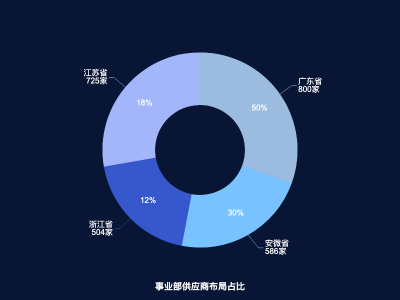 江苏省
725家
广东省
800家
18%
50%
12%
30%
浙江省
504家
安微省
586家
事业部供应商布局占比